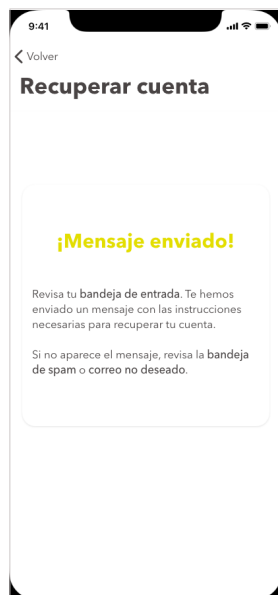 9:41
Volver
Recuperar cuenta
¡Mensaje enviado!
Revisa tu bandeja de entrada. Te hemos
enviado un mensaje con las instrucciones
necesarias para recuperar tu cuenta.
Si no aparece el mensaje, revisa la bandeja
de spam o correo no deseado.